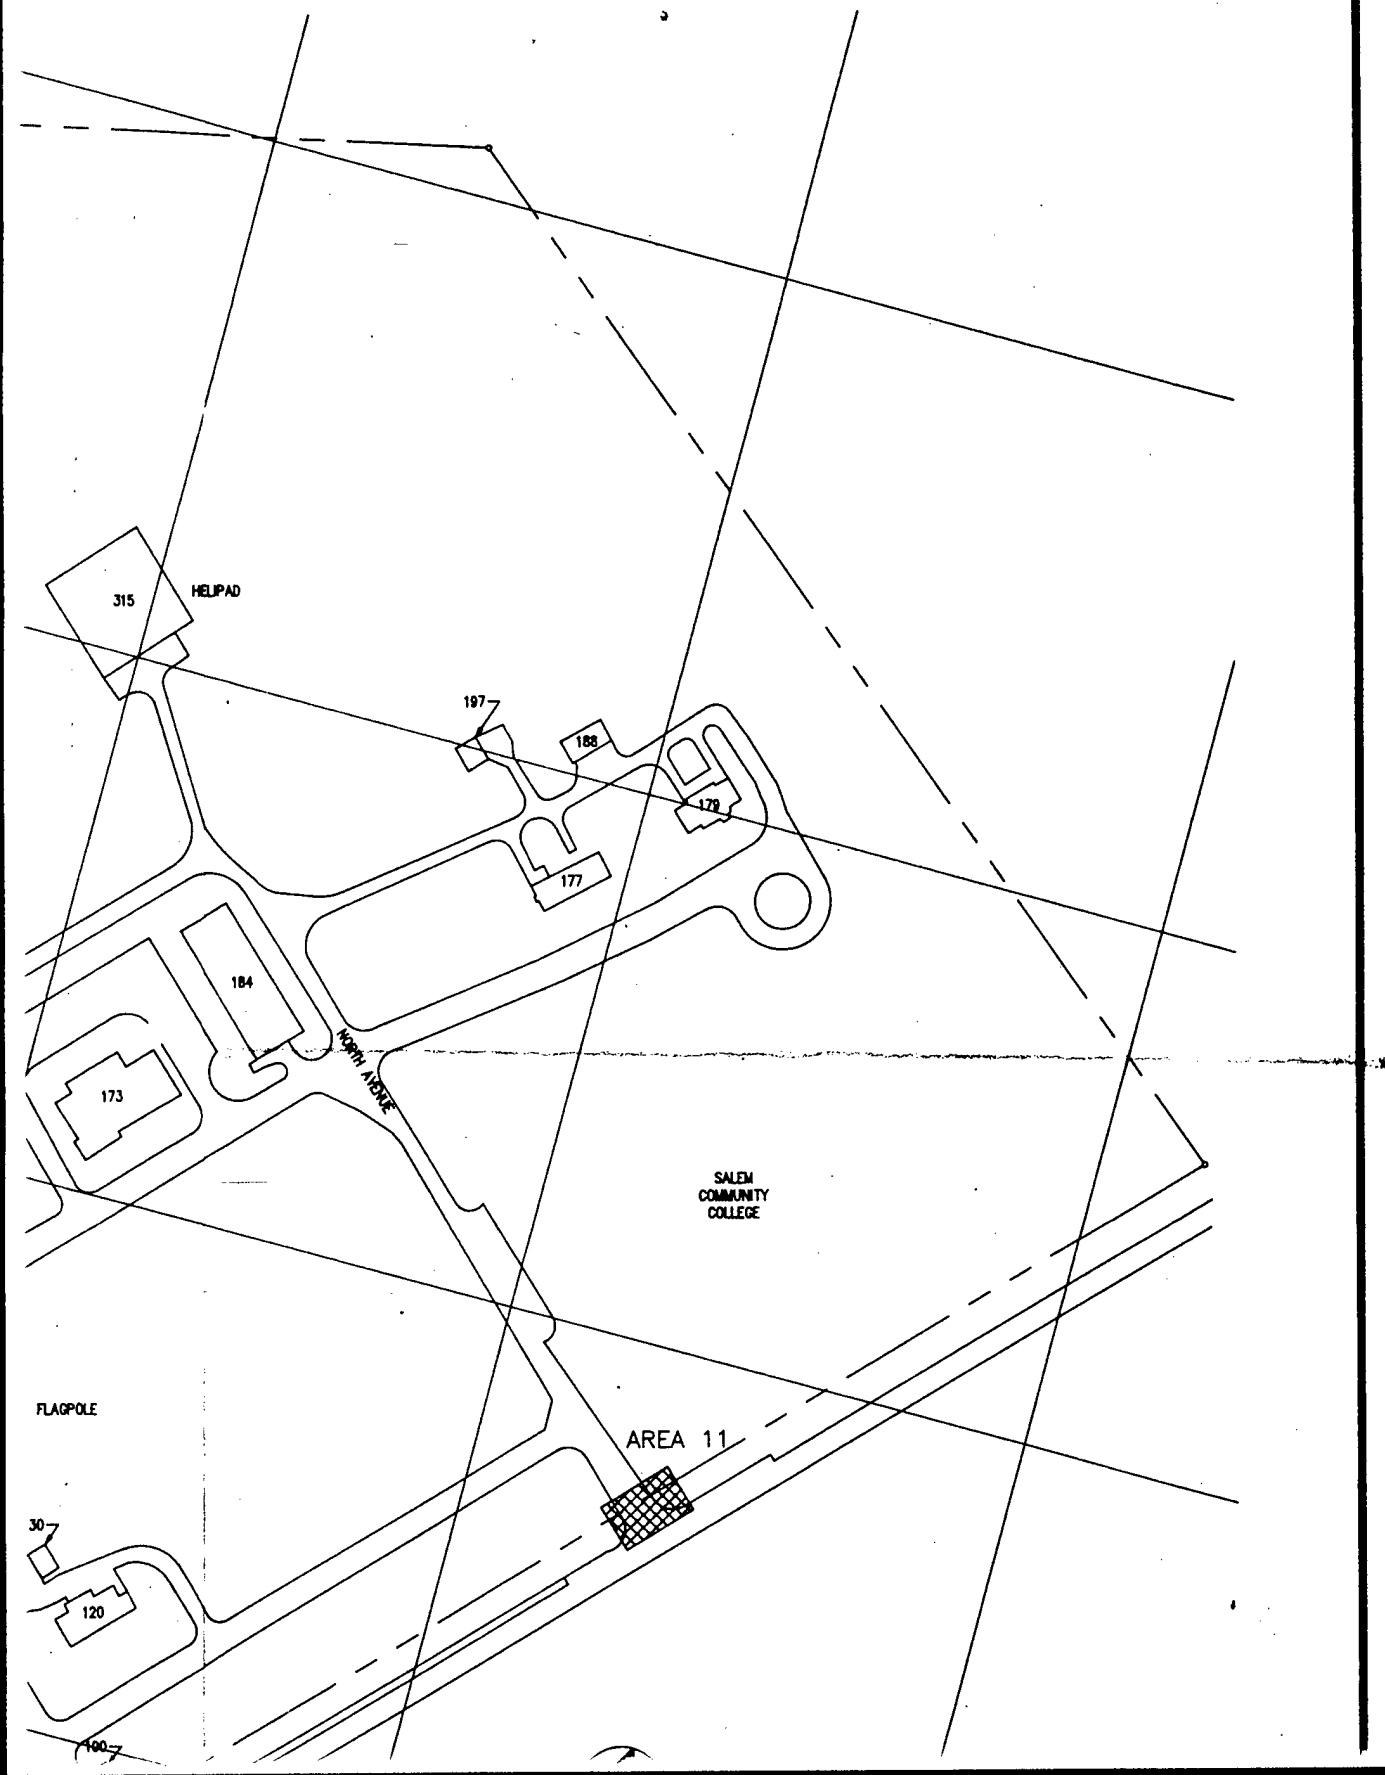 315
HELIPAD
197
188
179
177
184
NORTH AVENUE
173
SALEM
COMMUNITY
COLLEGE
FLAGPOLE
AREA 11
30
120
100